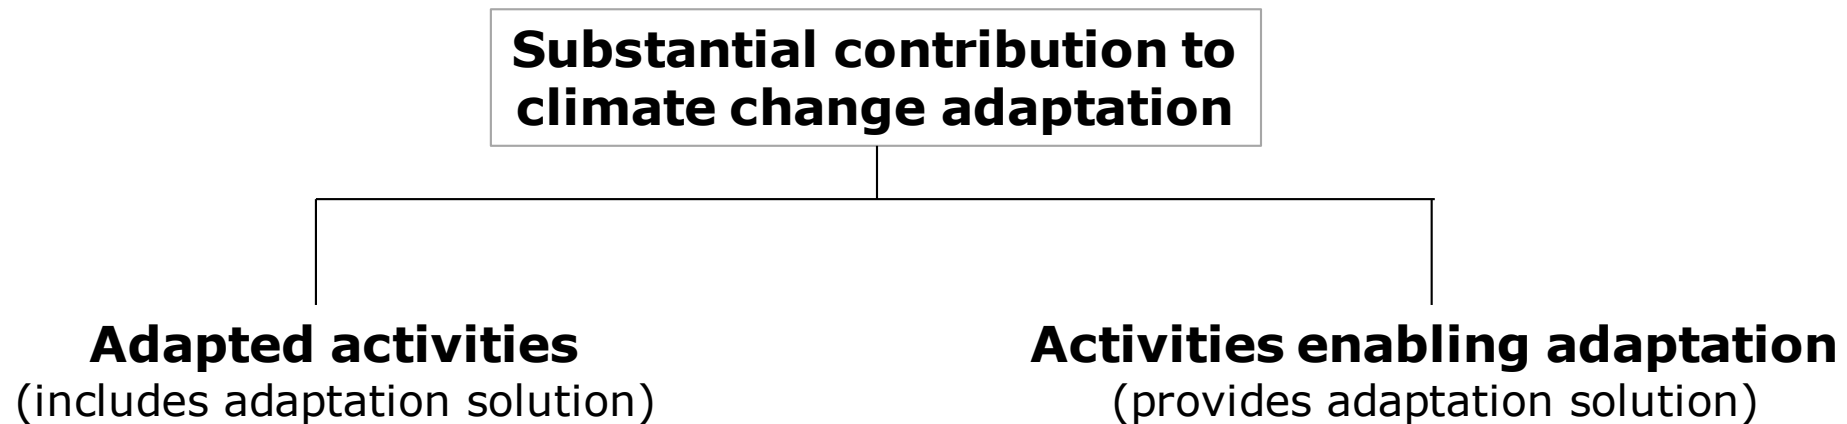 Substantial contribution to
climate change adaptation
Adapted activities
(includes adaptation solution)
Activities enabling adaptation
(provides adaptation solution)